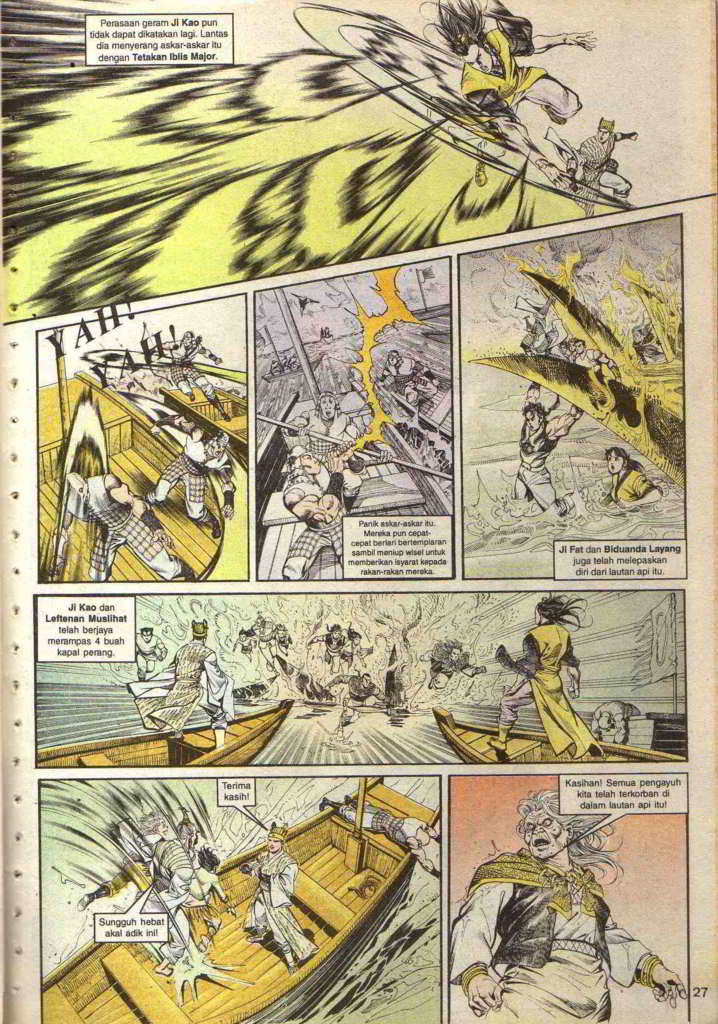 Perasaan geram Ji Kao pun
tidak dapat dikatakan lagi. Lantas
dia menyerang askar-askar itu
dengan Tetakan Iblis Major.
YAH!
YAH!
Panik askar-askar itu.
Mereka pun cepat-
cepat berlari bertempiaran
sambil meniup wisel untuk
memberikan isyarat kepada
rakan-rakan mereka.
Ji Fat dan Biduanda Layang
juga telah melepaskan
diri dari lautan api itu.
Ji Kao dan
Leftenan Muslihat
telah berjaya
merampas 4 buah
kapal perang.
Terima
kasih!
Sungguh hebat
akal adik ini!
Kasihan! Semua pengayuh
kita telah terkorban di
dalam lautan api itu!
27